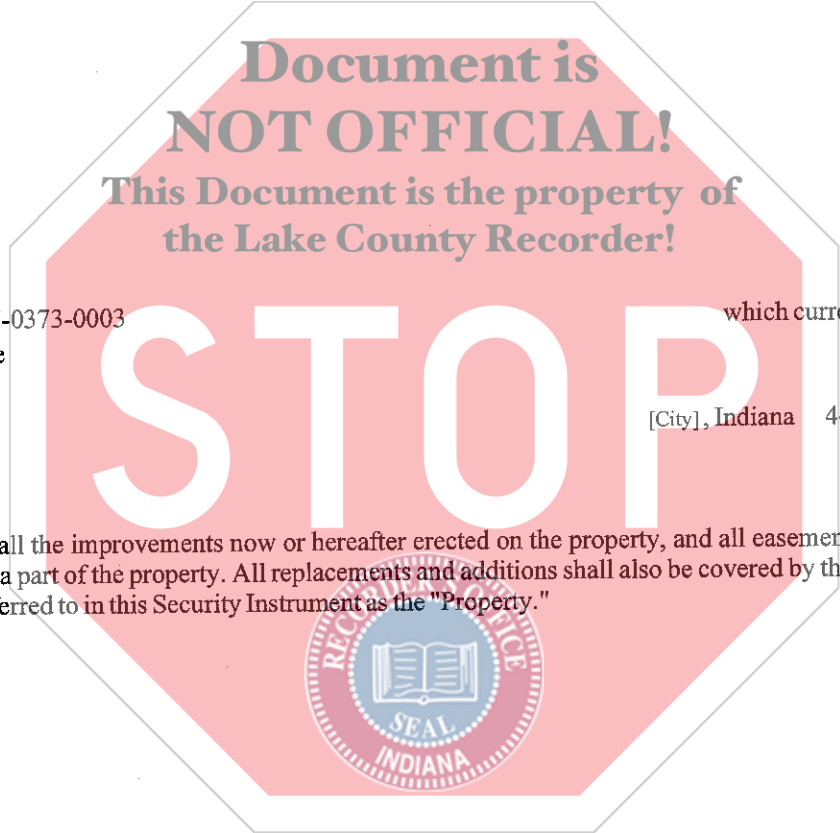 Document is
NOT OFFICIAL!
This Document is the property of
the Lake County Recorder!
-0373-0003 which curr
e
STOP
[City], Indiana 4
all the improvements now or hereafter erected on the property, and all easemen
a part of the property. All replacements and additions shall also be covered by th
erred to in this Security Instrument as the "Property."
RECORDER'S OFFICE
SEAL
INDIANA